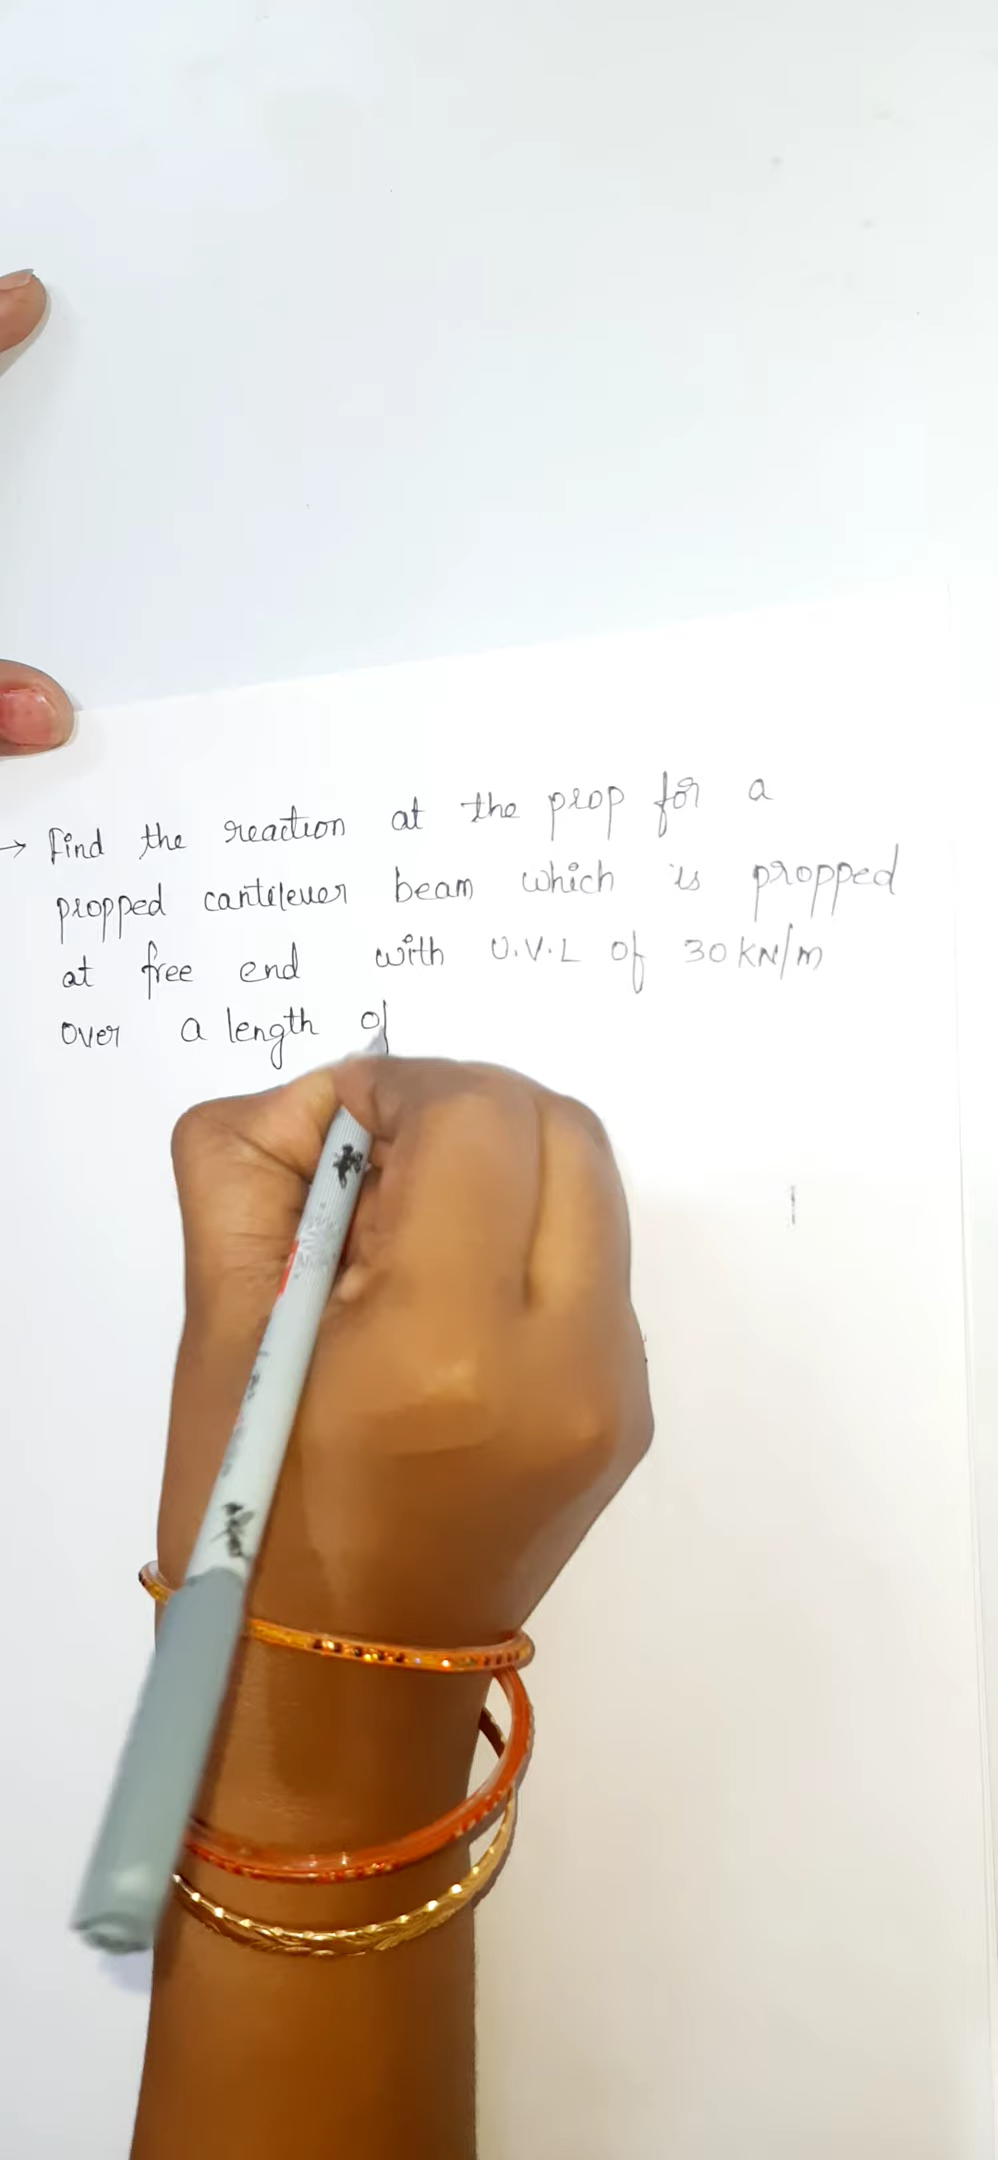 → Find the reaction at the prop for a
propped cantilever beam which is propped
at free end with U.V.L of 30 kN/m
over a length of